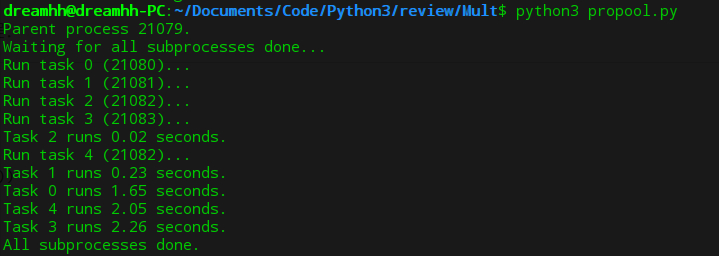 dreamhh@dreamhh-PC:~/Documents/Code/Python3/review/Mult$ python3 propool.py
Parent process 21079.
Waiting for all subprocesses done...
Run task 0 (21080)...
Run task 1 (21081)...
Run task 2 (21082)...
Run task 3 (21083)...
Task 2 runs 0.02 seconds.
Run task 4 (21082)...
Task 1 runs 0.23 seconds.
Task 0 runs 1.65 seconds.
Task 4 runs 2.05 seconds.
Task 3 runs 2.26 seconds.
All subprocesses done.